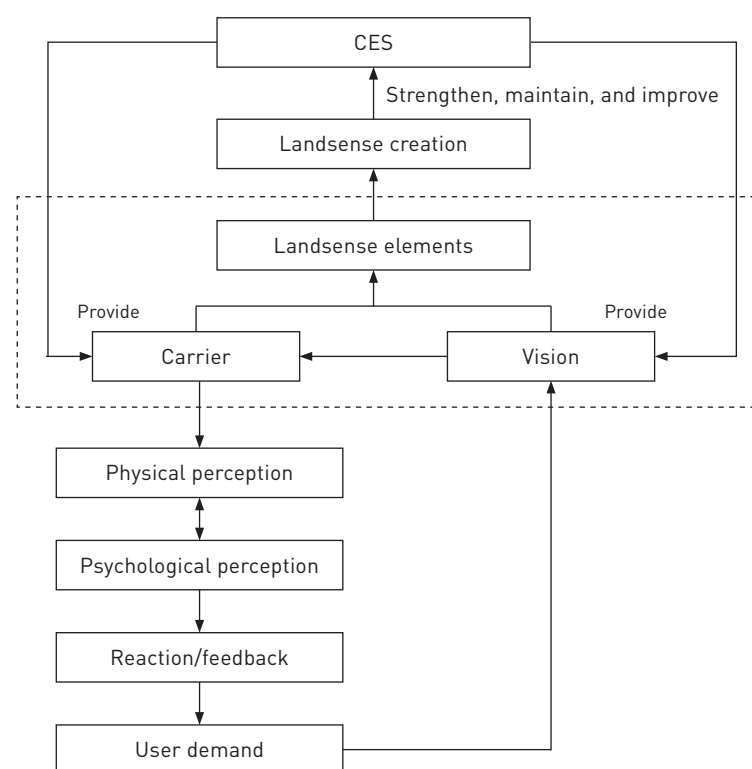 CES
Strengthen, maintain, and improve
Landsense creation
Landsense elements
Provide
Provide
Carrier
Vision
Physical perception
Psychological perception
Reaction/feedback
User demand